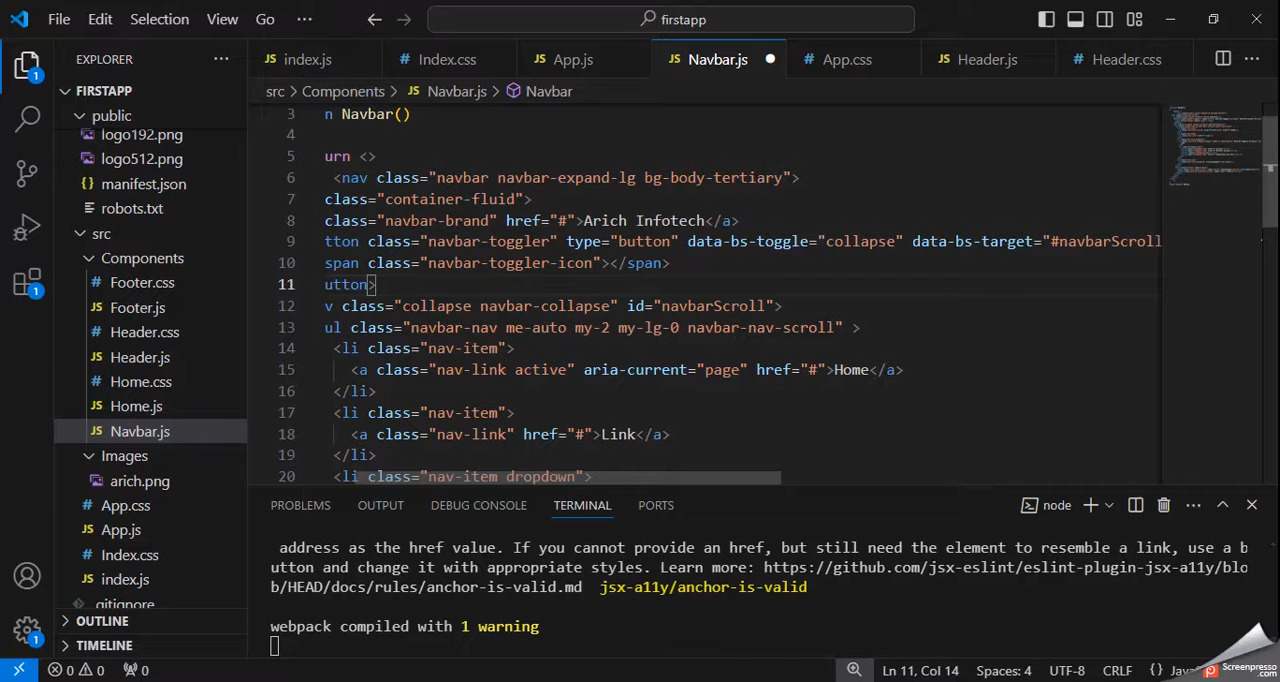 File Edit Selection View Go ··· firstapp
EXPLORER ···
index.js
Index.css
App.js
Navbar.js
App.css
Header.js
Header.css
FIRSTAPP
public
logo192.png
logo512.png
manifest.json
robots.txt
src
Components
Footer.css
Footer.js
Header.css
Header.js
Home.css
Home.js
Navbar.js
Images
arich.png
App.css
App.js
Index.css
index.js
.gitignore
OUTLINE
TIMELINE
src > Components > Navbar.js > Navbar
3 n Navbar()
4
5 urn <>
6 <nav class="navbar navbar-expand-lg bg-body-tertiary">
7 class="container-fluid">
8 class="navbar-brand" href="#">Arich Infotech</a>
9 tton class="navbar-toggler" type="button" data-bs-toggle="collapse" data-bs-target="#navbarScroll
10 span class="navbar-toggler-icon"></span>
11 utton>
12 v class="collapse navbar-collapse" id="navbarScroll">
13 ul class="navbar-nav me-auto my-2 my-lg-0 navbar-nav-scroll" >
14 <li class="nav-item">
15 <a class="nav-link active" aria-current="page" href="#">Home</a>
16 </li>
17 <li class="nav-item">
18 <a class="nav-link" href="#">Link</a>
19 </li>
20 <li class="nav-item dropdown">
PROBLEMS OUTPUT DEBUG CONSOLE TERMINAL PORTS
node
address as the href value. If you cannot provide an href, but still need the element to resemble a link, use a b
utton and change it with appropriate styles. Learn more: https://github.com/jsx-eslint/eslint-plugin-jsx-a11y/blo
b/HEAD/docs/rules/anchor-is-valid.md jsx-a11y/anchor-is-valid
webpack compiled with 1 warning
1
1
1
0 0 0
Ln 11, Col 14 Spaces: 4 UTF-8 CRLF {}
Screenpresso
.com